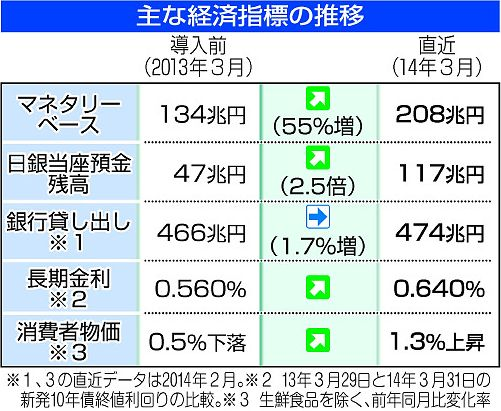 主な経済指標の推移
導入前 直近
(2013年3月) (14年3月)
マネタリーベース 134兆円 (55%増) 208兆円
日銀当座預金残高 47兆円 (2.5倍) 117兆円
銀行貸し出し※1 466兆円 (1.7%増) 474兆円
長期金利※2 0.560% 0.640%
消費者物価※3 0.5%下落 1.3%上昇
※1、3の直近データは2014年2月。※2 13年3月29日と14年3月31日の
新発10年債終値利回りの比較。※3 生鮮食品を除く、前年同月比変化率